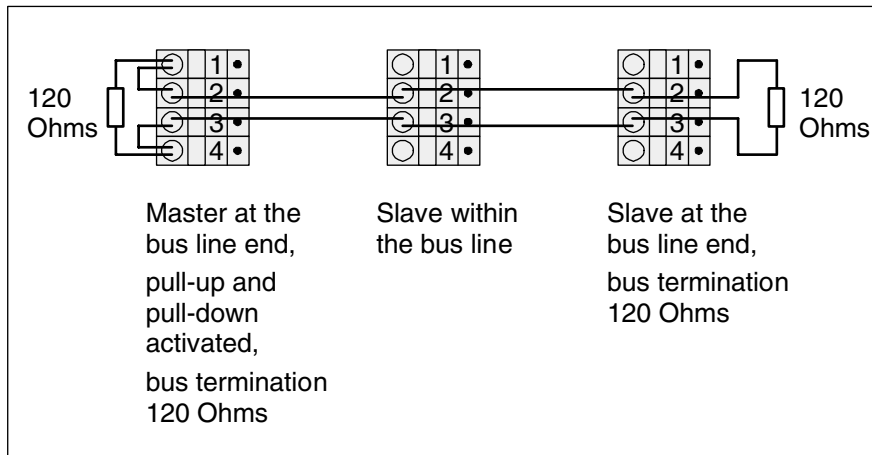 120
Ohms
1
2
3
4
1
2
3
4
1
2
3
4
120
Ohms
Master at the
bus line end,
pull-up and
pull-down
activated,
bus termination
120 Ohms
Slave within
the bus line
Slave at the
bus line end,
bus termination
120 Ohms